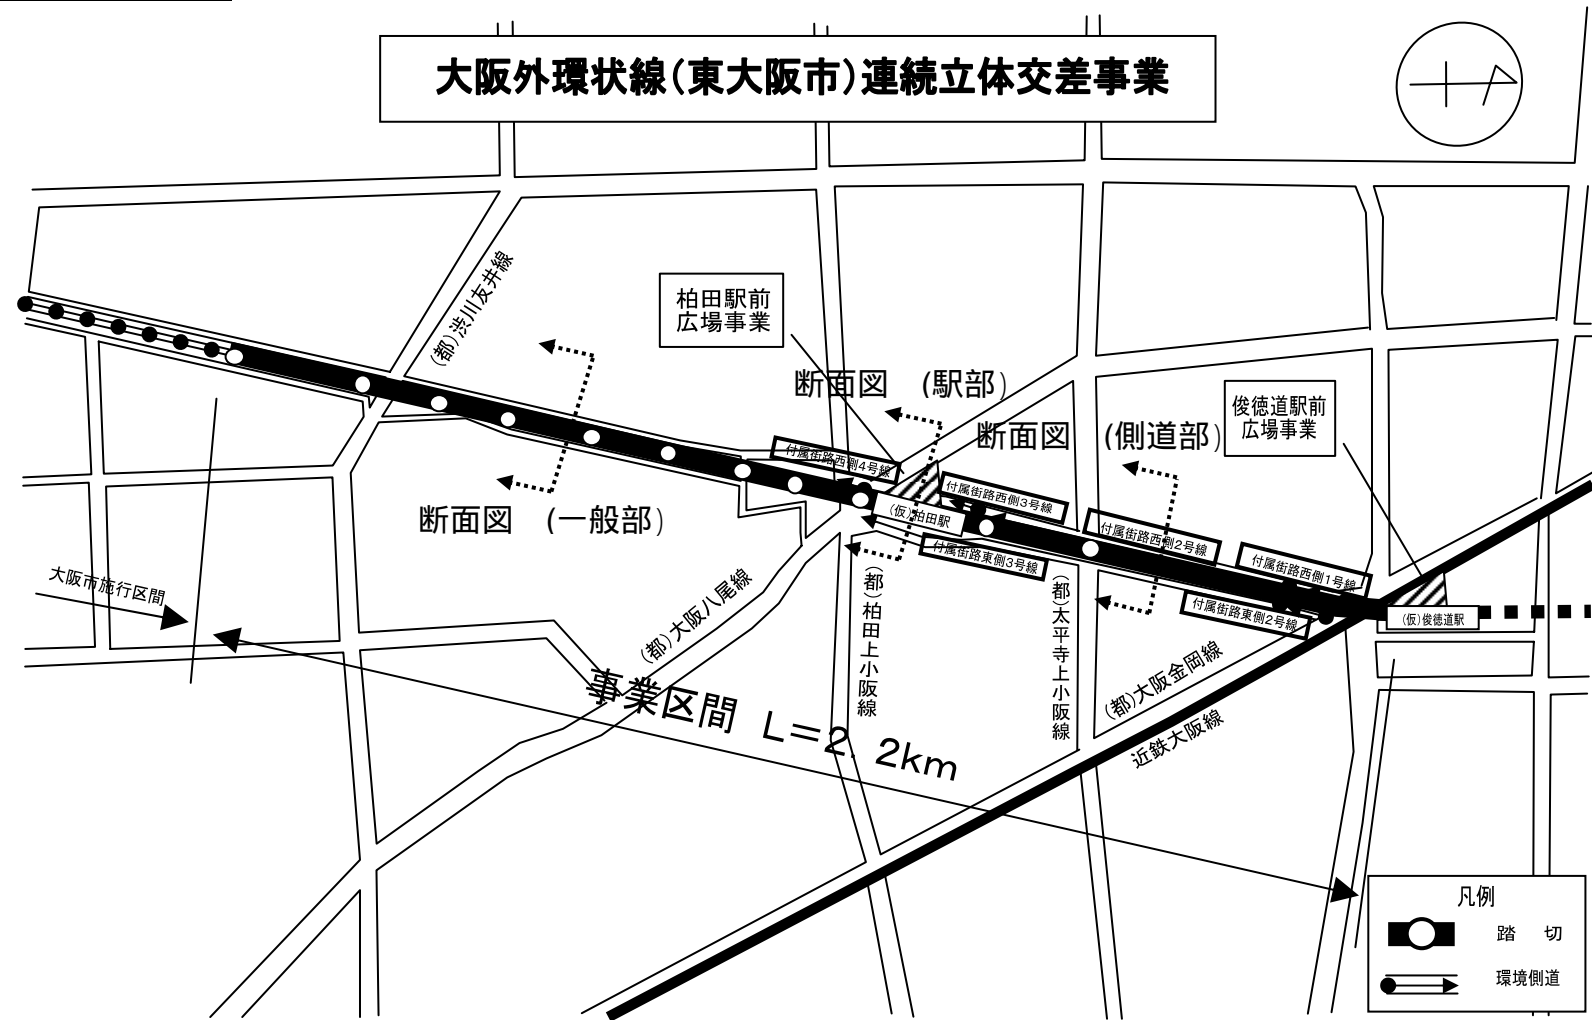 大阪外環状線(東大阪市)連続立体交差事業
(都)渋川友井線
柏田駅前
広場事業
断面図 (駅部)
俊徳道駅前
広場事業
断面図 (側道部)
付属街路西側4号線
付属街路西側3号線
付属街路西側2号線
付属街路西側1号線
断面図 (一般部)
(仮)柏田駅
付属街路東側3号線
付属街路東側2号線
(仮)俊徳道駅
大阪市施行区間
(都)大阪八尾線
(都)柏田上小阪線
(都)太平寺上小阪線
(都)大阪金岡線
近鉄大阪線
事業区間 L=2.2km
凡例
踏 切
環境側道